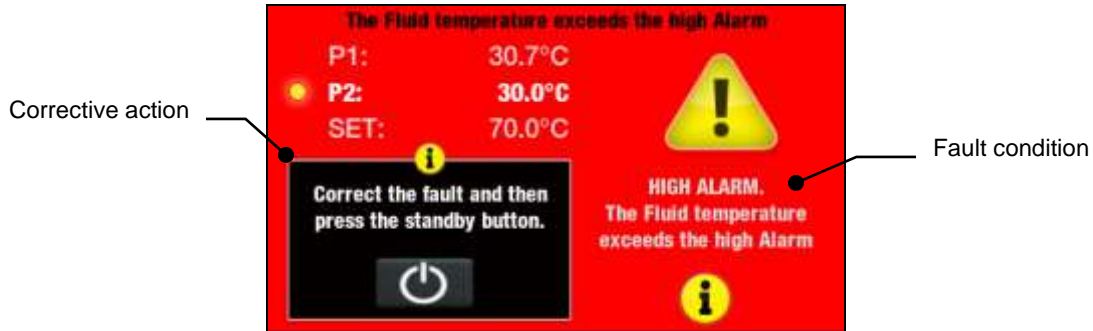 The Fluid temperature exceeds the high Alarm
P1: 30.7°C
P2: 30.0°C
SET: 70.0°C
Corrective action
Correct the fault and then
press the standby button.
HIGH ALARM.
The Fluid temperature
exceeds the high Alarm
Fault condition